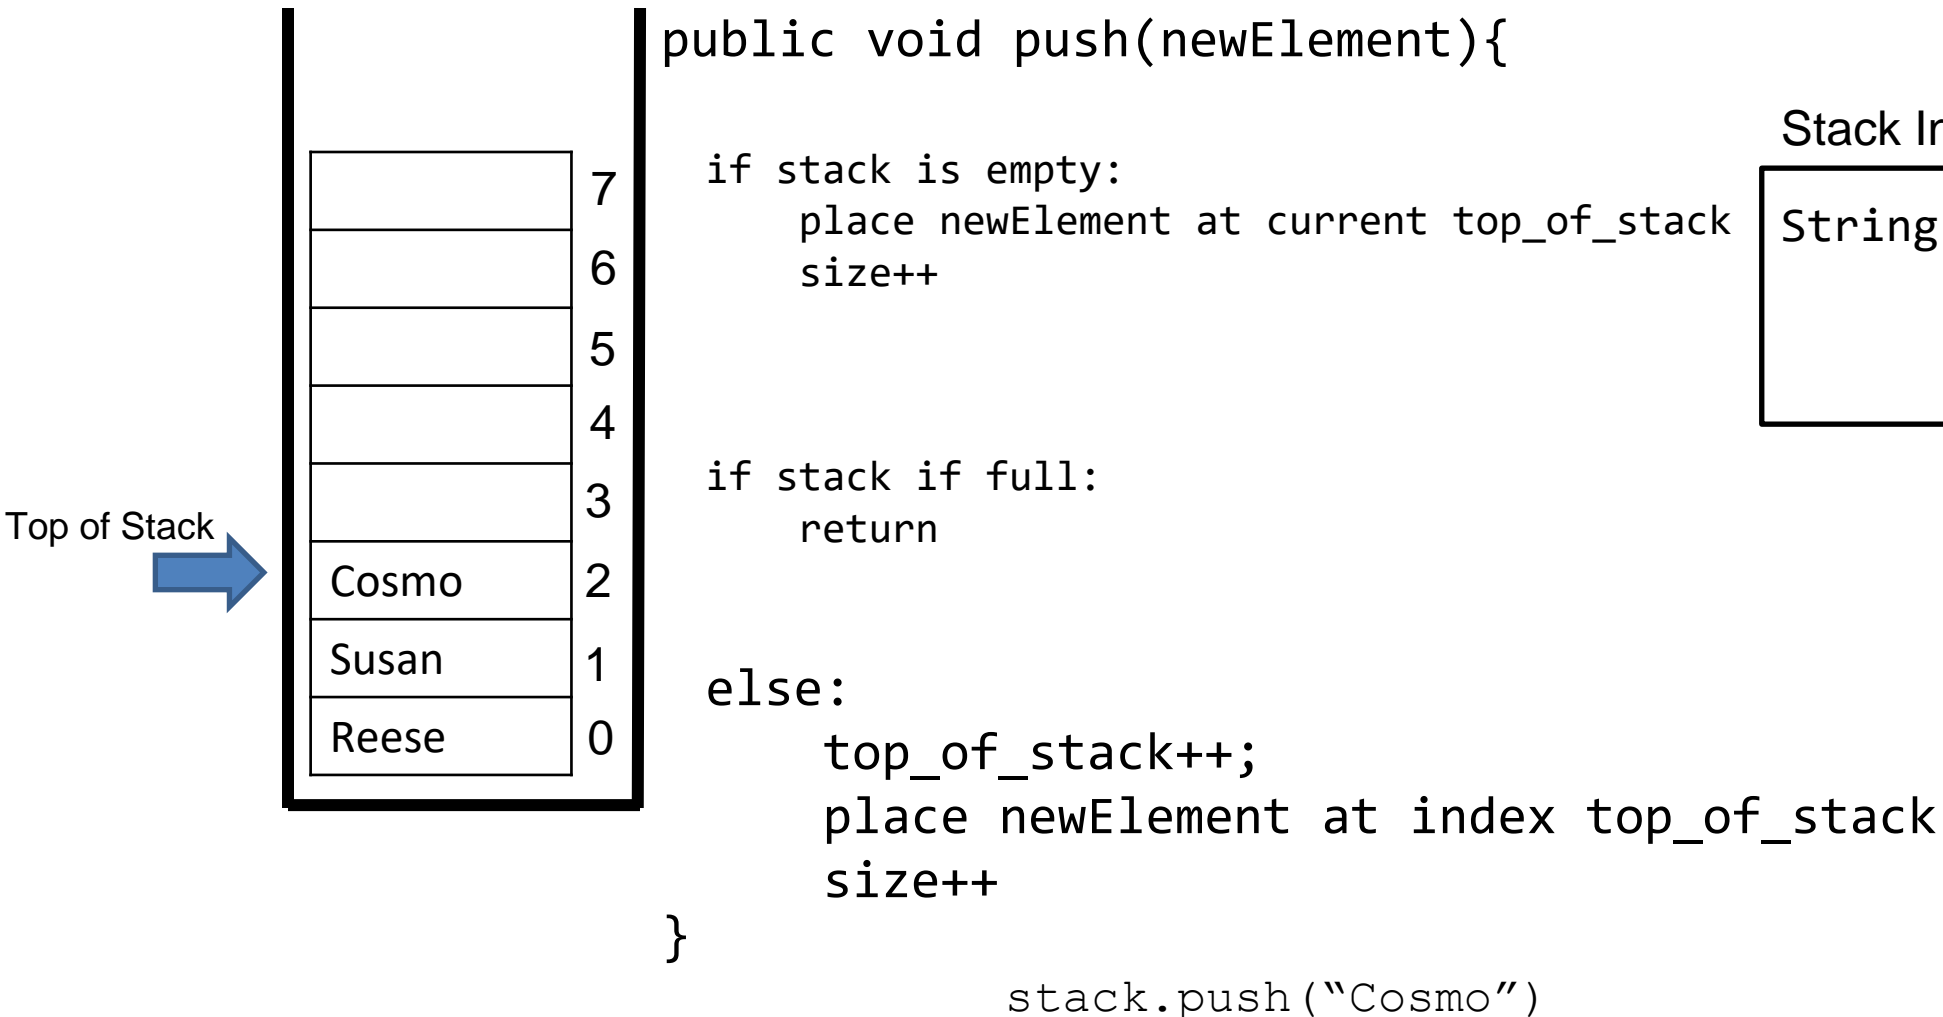 public void push(newElement){
Stack In
if stack is empty:
place newElement at current top_of_stack
size++
String
if stack if full:
return
else:
top_of_stack++;
place newElement at index top_of_stack
size++
}
stack.push(“Cosmo”)
Top of Stack
7
6
5
4
3
Cosmo 2
Susan 1
Reese 0